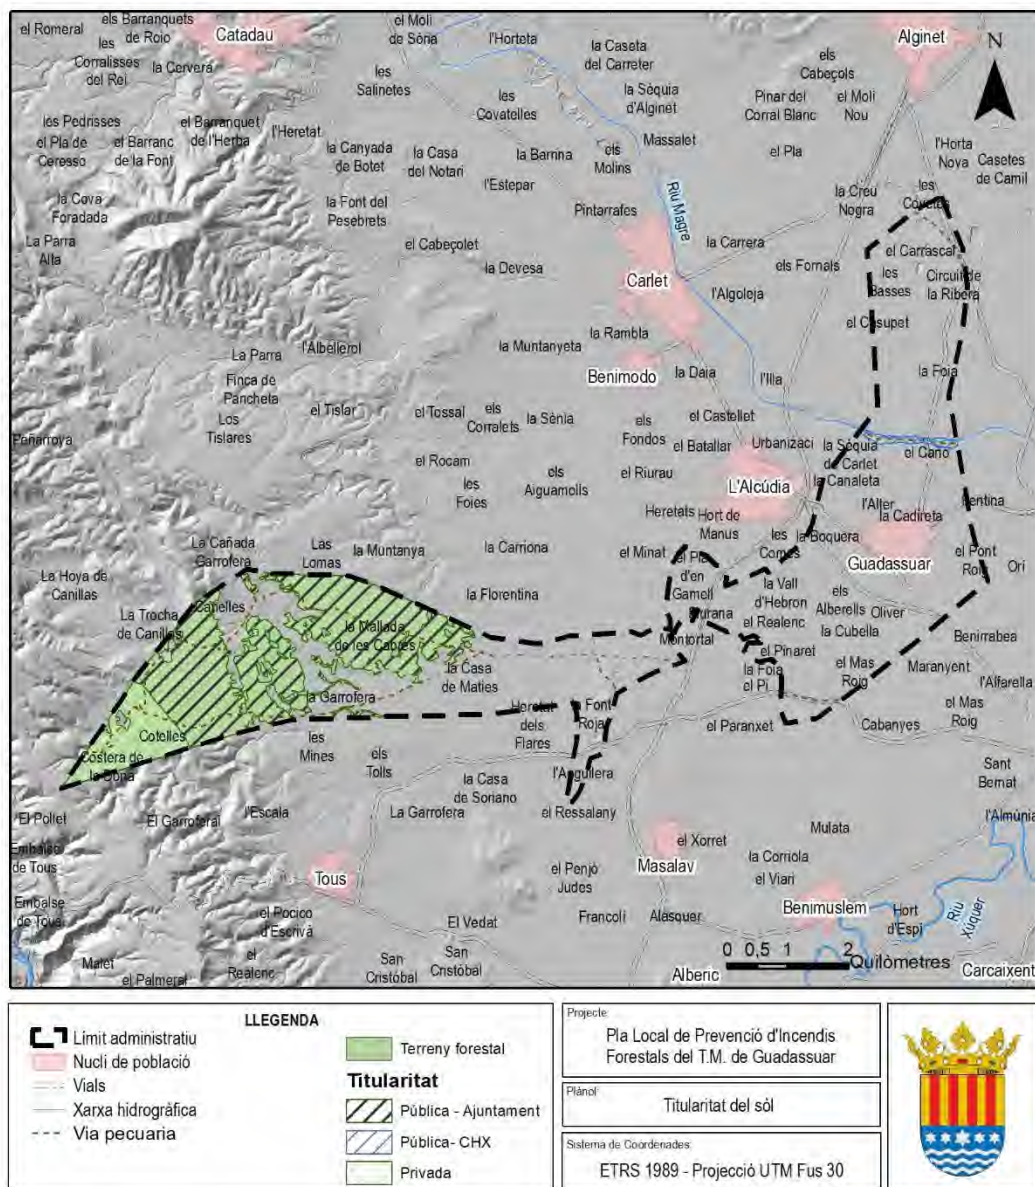 el Romeral
els Barranquets
de Roio
les
Corralisses
del Rei
la Cervera
Catadau
el Molí
de Sóna
l'Horteta
la Caseta
del Carreter
les
Salinetes
les
Covatelles
la Sèquia
d'Alginet
Massalet
Alginet
N
els
Cabeçols
Pinar del
Corral Blanc
el Molí
Nou
el Pla
l'Horta
Nova
Casetes
de Camil
les Pedrisses
el Pla de
Ceresso
el Barranc
de la Font
el Barranquet
de l'Herba
l'Heretat
la Canyada
de Botet
la Casa
del Notari
la Barrina
els
Molins
l'Estepar
la Cova
Foradada
la Font del
Pesebrets
Pintarrafes
Riu Magre
la Creu
Nogra
les
Covetes
La Parra
Alta
el Cabeçolet
la Devesa
Carlet
la Carrera
els Fornals
el Carrascal
les
Basses
Circuit de
la Ribera
l'Algoleja
el Casupet
la Rambla
la Muntanyeta
l'Albellerol
La Parra
Finca de
Pancheta
Los
Tislares
el Tislar
Benimodo
la Daia
l'Illa
la Foia
Peñarroya
el Tossal
els
Corralets
la Sènia
els
Fondos
el Castellet
el Batallar
Urbanizaci
la Séquia
de Carlet
el Cano
la Canaleta
el Rocam
les
Foies
els
Aiguamolls
el Riurau
L'Alcúdia
l'Alter
la Cadireta
Heretats
Hort de
Manus
les
Comes
la Boquera
Guadassuar
el Pont
Roig
Orí
La Cañada
Garrofera
Las
Lomas
la Muntanya
la Carriona
el Minat
el Pla
d'en
Gamell
la Vall
d'Hebron
els
Alberells
Oliver
La Hoya de
Canillas
La Trocha
de Canillas
Canelles
la Florentina
la Mallada
de les Cabres
el Realenc
Montortal
la Cubella
Benirrabea
el Pinaret
la Foia
el Pi
el Mas
Roig
Maranyent
l'Alfarella
la Casa
de Maties
la Garrofera
Heretat
dels
Flares
la Font
Roja
el Paranxet
Cabanyes
el Mas
Roig
Cotelles
Costera de
la Dona
les
Mines
els
Tolls
la Casa
de Soriano
l'Anguilera
Sant
Bernat
El Pollet
El Garroferal
l'Escala
La Garrofera
el Ressalany
l'Almúnia
Embalse
de Tous
Tous
Masalav
el Xorret
Mulata
la Corriola
el Viari
el Penjó
Judes
Benimuslem
Embalse
de Tous
el Pocico
d'Escrivà
El Vedat
Francolí
Alasquer
Hort
d'Espí
Riu
Xúquer
Malet
el Palmeral
el
Realenc
San
Cristóbal
San
Cristóbal
Alberic
0 0,5 1 2
Quilòmetres
Carcaixent
LLEGENDA
Límit administratiu
Nucli de població
Vials
Xarxa hidrogràfica
Via pecuaria
Terreny forestal
Titularitat
Pública - Ajuntament
Pública- CHX
Privada
Projecte:
Pla Local de Prevenció d'Incendis
Forestals del T.M. de Guadassuar
Plànol:
Titularitat del sòl
Sistema de Coordenades:
ETRS 1989 - Projecció UTM Fus 30